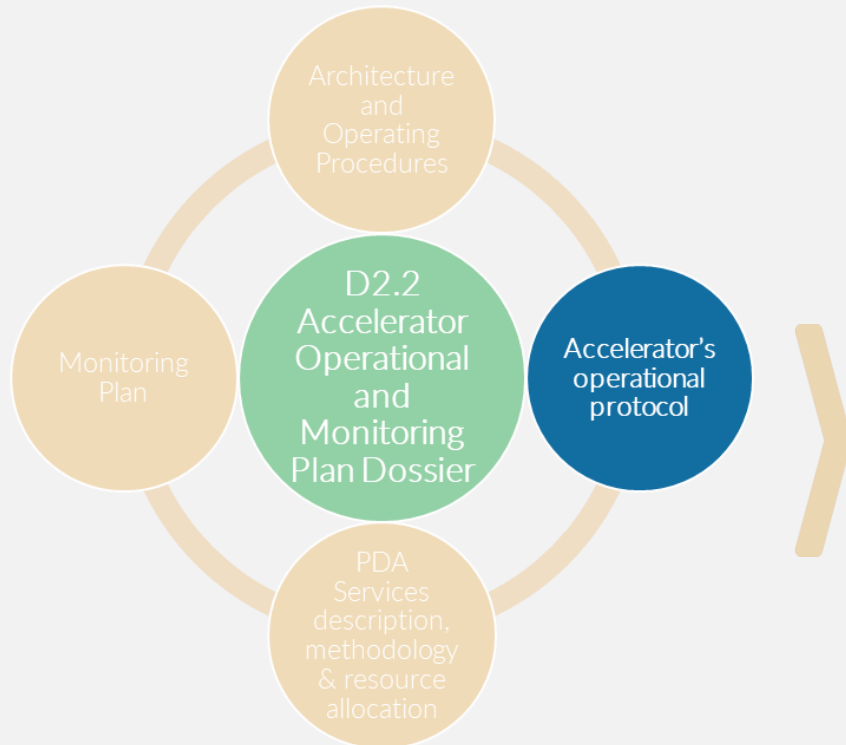 Architecture
and
Operating
Procedures
D2.2
Accelerator
Operational
and
Monitoring
Plan Dossier
Monitoring
Plan
Accelerator's
operational
protocol
PDA
Services
description,
methodology
& resource
allocation